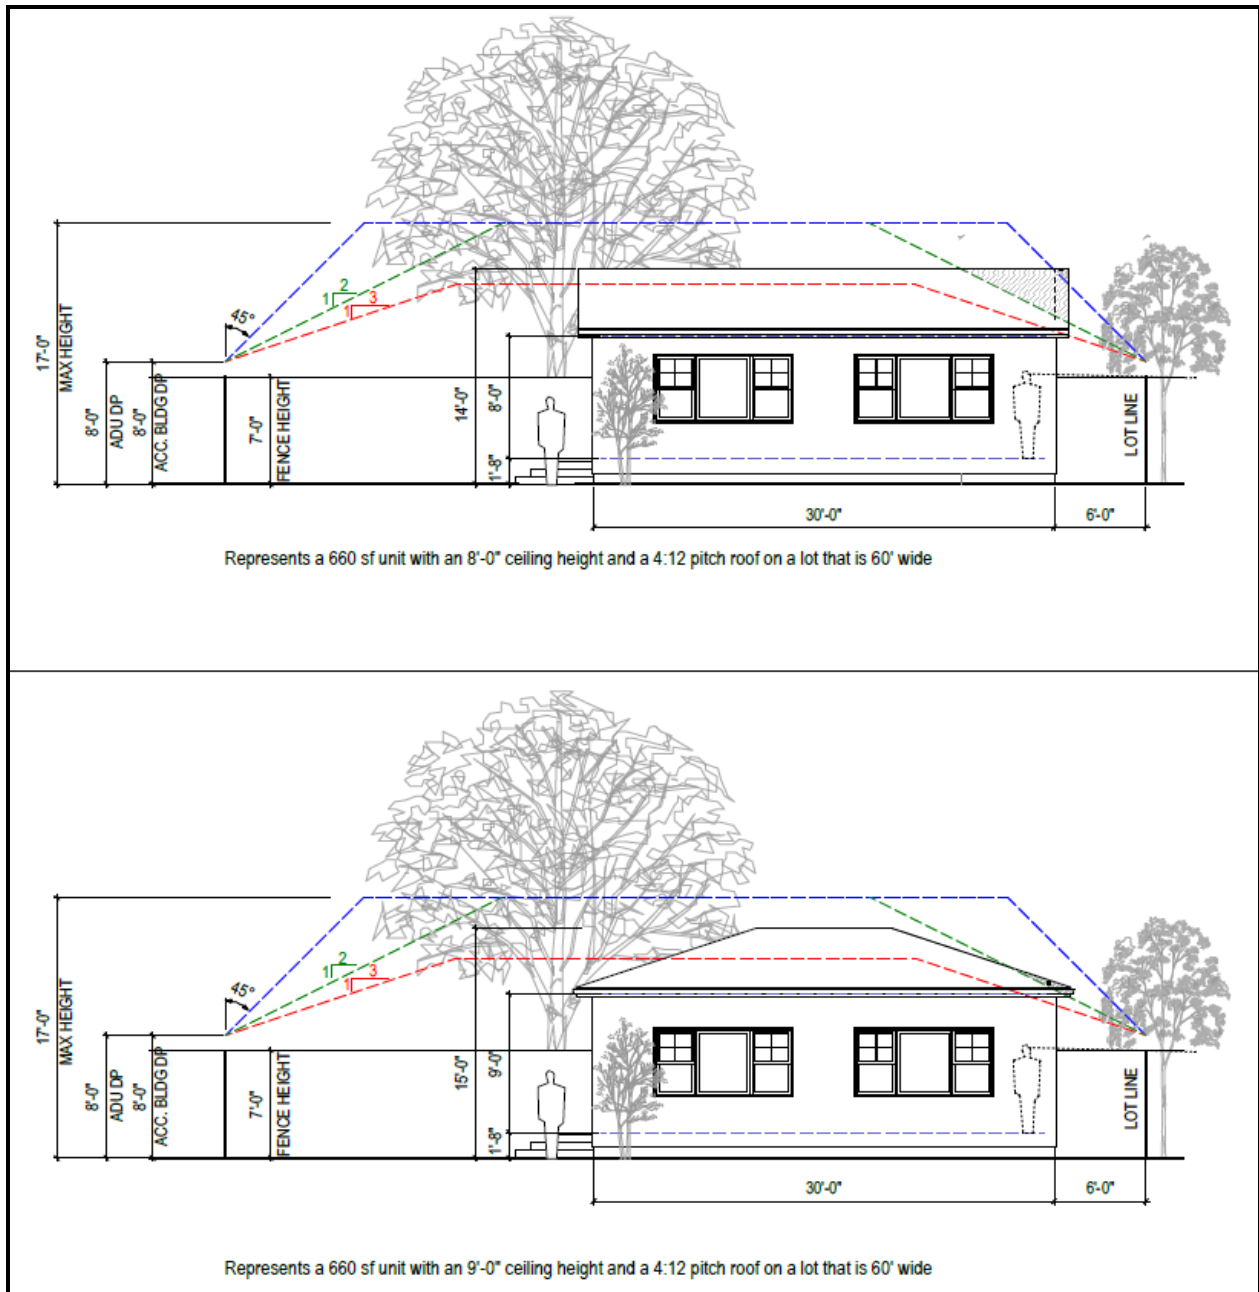 2
1
3
1
45°
17'-0"
MAX HEIGHT
8'-0"
ADU DP
8'-0"
ACC. BLDG DP
7'-0"
FENCE HEIGHT
14'-0"
8'-0"
1'-8"
LOT LINE
30'-0"
6'-0"
Represents a 660 sf unit with an 8'-0" ceiling height and a 4:12 pitch roof on a lot that is 60' wide
2
1
3
1
45°
17'-0"
MAX HEIGHT
8'-0"
ADU DP
8'-0"
ACC. BLDG DP
7'-0"
FENCE HEIGHT
15'-0"
9'-0"
1'-8"
LOT LINE
30'-0"
6'-0"
Represents a 660 sf unit with an 9'-0" ceiling height and a 4:12 pitch roof on a lot that is 60' wide